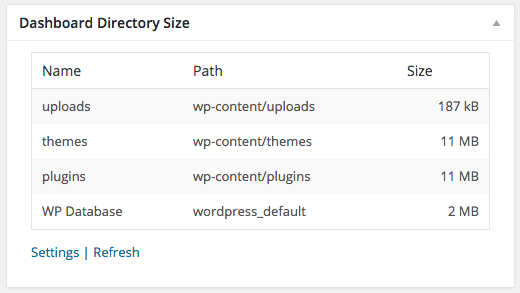 Dashboard Directory Size
Name Path Size
uploads wp-content/uploads 187 kB
themes wp-content/themes 11 MB
plugins wp-content/plugins 11 MB
WP Database wordpress_default 2 MB
Settings | Refresh